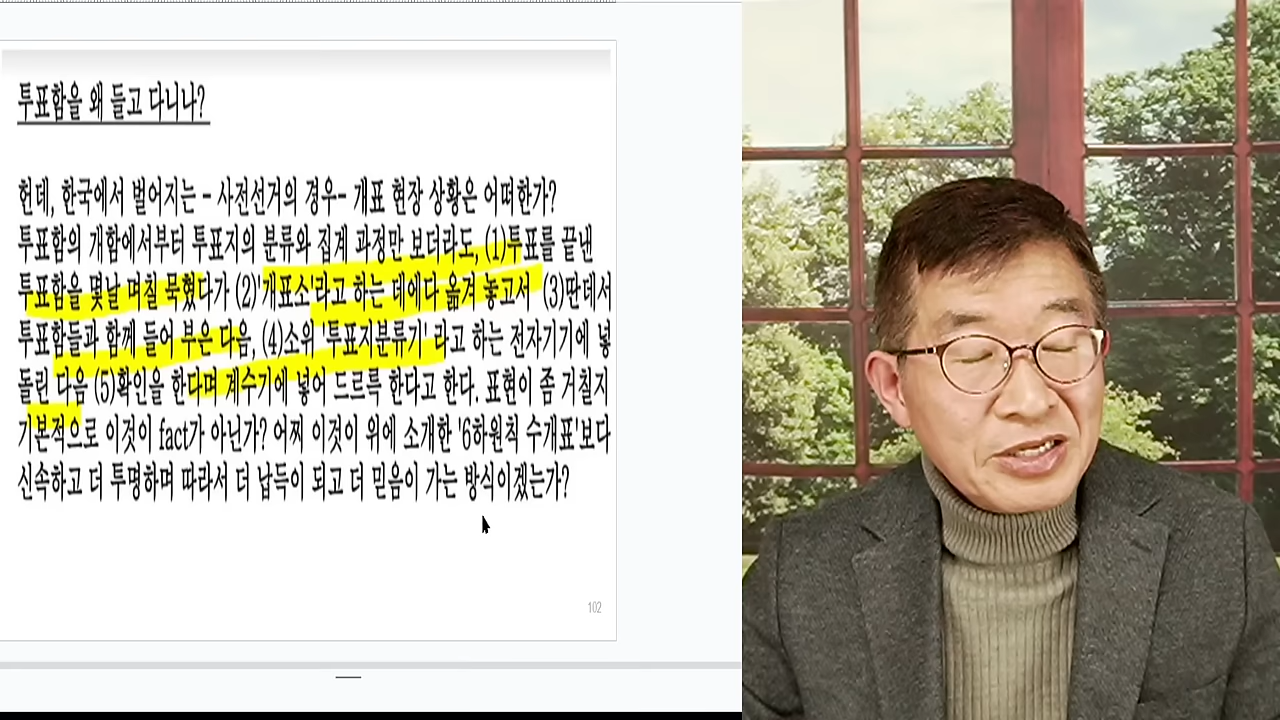 투표함을 왜 들고 다니나?
헌데, 한국에서 벌어지는 - 사전선거의 경우- 개표 현장 상황은 어떠한가?
투표함의 개함에서부터 투표지의 분류와 집계 과정만 보더라도, (1)투표를 끝낸
투표함을 몇날 며칠 묵혔다가 (2)'개표소'라고 하는 데에다 옮겨 놓고서 (3)딴데서
투표함들과 함께 들어 부은 다음, (4)소위 '투표지분류기' 라고 하는 전자기기에 넣
돌린 다음 (5)확인을 한다며 계수기에 넣어 드르륵 한다고 한다. 표현이 좀 거칠지
기본적으로 이것이 fact가 아닌가? 어찌 이것이 위에 소개한 '6하원칙 수개표'보다
신속하고 더 투명하며 따라서 더 납득이 되고 더 믿음이 가는 방식이겠는가?
102